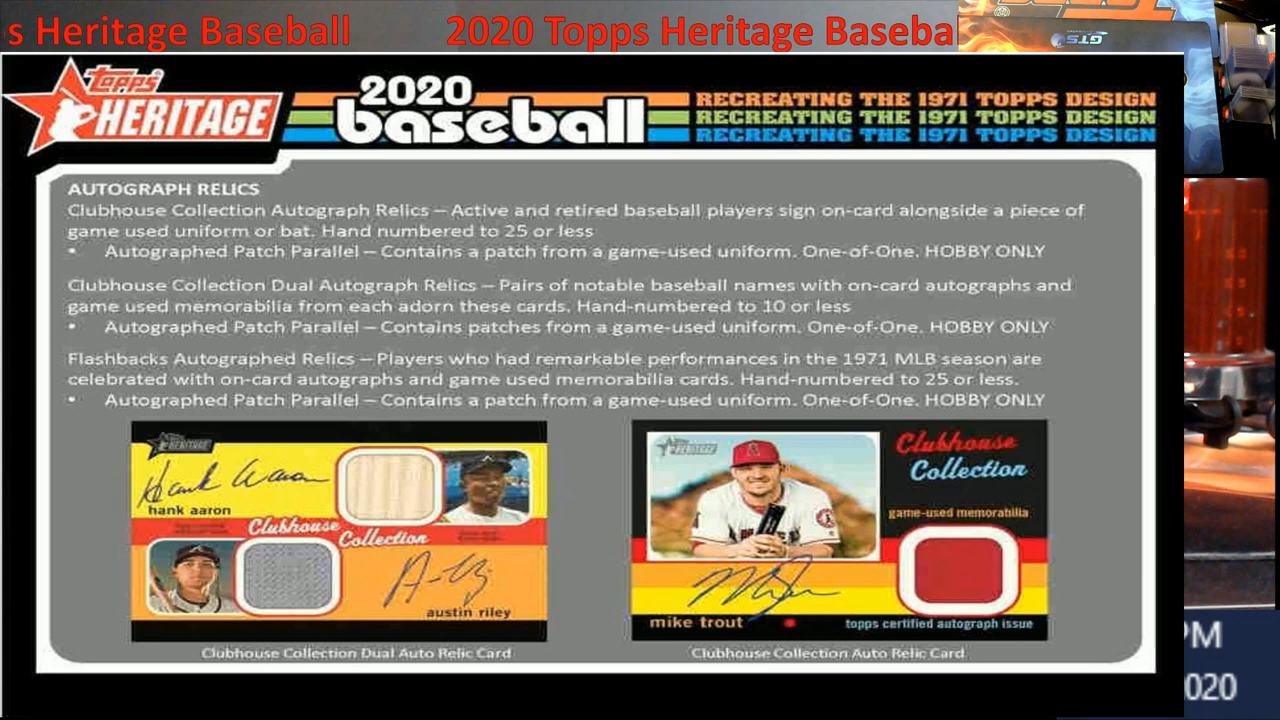 s Heritage Baseball 2020 Topps Heritage Baseba
GTS
Topps
HERITAGE
2020
baseball
RECREATING THE 1971 TOPPS DESIGN
RECREATING THE 1971 TOPPS DESIGN
RECREATING THE 1971 TOPPS DESIGN
AUTOGRAPH RELICS
Clubhouse Collection Autograph Relics – Active and retired baseball players sign on-card alongside a piece of
game used uniform or bat. Hand numbered to 25 or less
• Autographed Patch Parallel – Contains a patch from a game-used uniform. One-of-One. HOBBY ONLY
Clubhouse Collection Dual Autograph Relics – Pairs of notable baseball names with on-card autographs and
game used memorabilia from each adorn these cards. Hand-numbered to 10 or less
• Autographed Patch Parallel – Contains patches from a game-used uniform. One-of-One. HOBBY ONLY
Flashbacks Autographed Relics – Players who had remarkable performances in the 1971 MLB season are
celebrated with on-card autographs and game used memorabilia cards. Hand-numbered to 25 or less.
• Autographed Patch Parallel – Contains a patch from a game-used uniform. One-of-One. HOBBY ONLY
HERITAGE
Hank Aaron
hank aaron
Clubhouse
Collection
austin riley
Clubhouse Collection Dual Auto Relic Card
Topps
HERITAGE
Clubhouse
Collection
game-used memorabilia
mike trout
topps certified autograph issue
Clubhouse Collection Auto Relic Card
PM
020